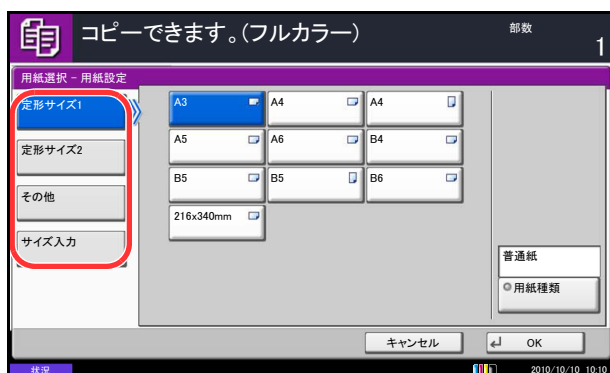 コピーできます。(フルカラー)
部数
1
用紙選択 - 用紙設定
定形サイズ1
定形サイズ2
その他
サイズ入力
A3
A4
A4
A5
A6
B4
B5
B5
B6
216x340mm
普通紙
用紙種類
キャンセル
OK
状況
2010/10/10 10:10